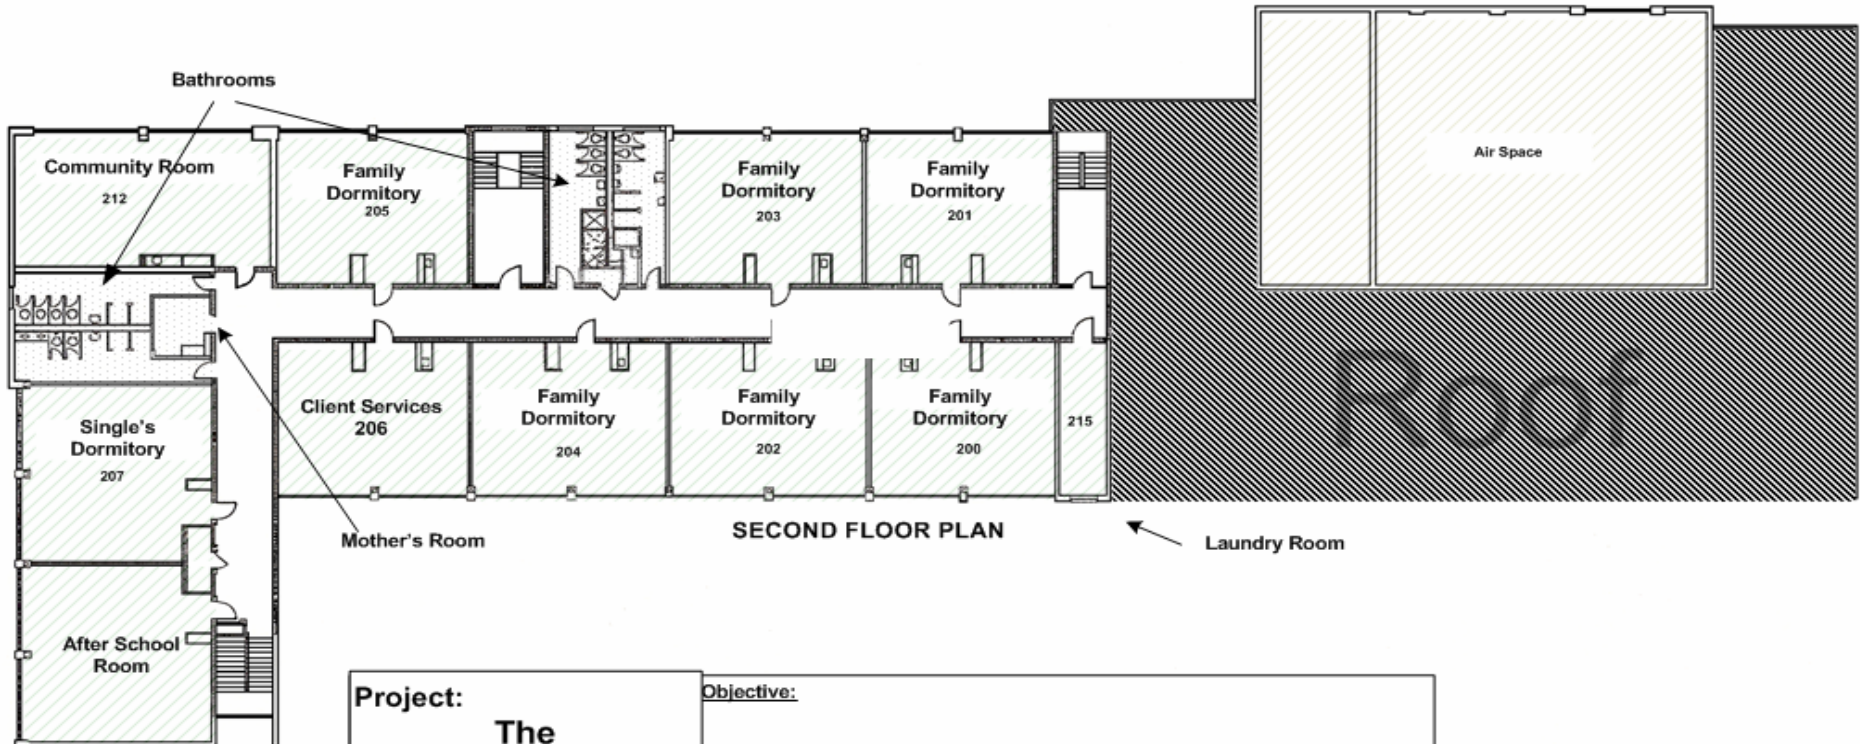 Bathrooms
Community Room
212
Family
Dormitory
205
Family
Dormitory
203
Family
Dormitory
201
Air Space
Roof
Single's
Dormitory
207
Client Services
206
Family
Dormitory
204
Family
Dormitory
202
Family
Dormitory
200
215
SECOND FLOOR PLAN
Mother's Room
Laundry Room
After School
Room
Project:
The
Objective: